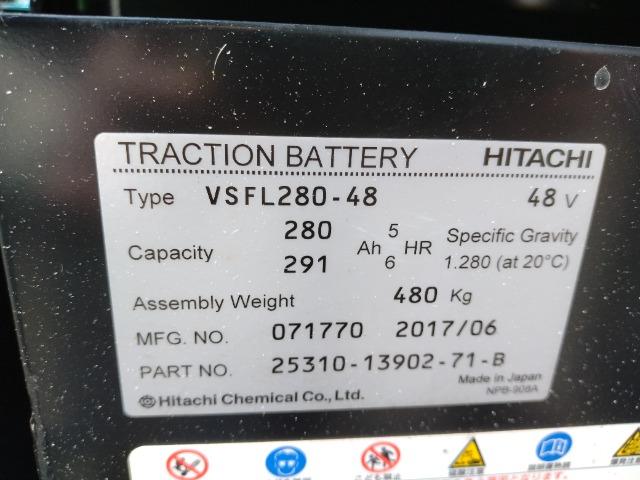 TRACTION BATTERY HITACHI
Type VSFL280-48 48 V
Capacity 280 Ah 5 HR Specific Gravity
291 6 1.280 (at 20°C)
Assembly Weight 480 Kg
MFG. NO. 071770 2017/06
PART NO. 25310-13902-71-B
Made in Japan
Hitachi Chemical Co., Ltd. NPB-908A